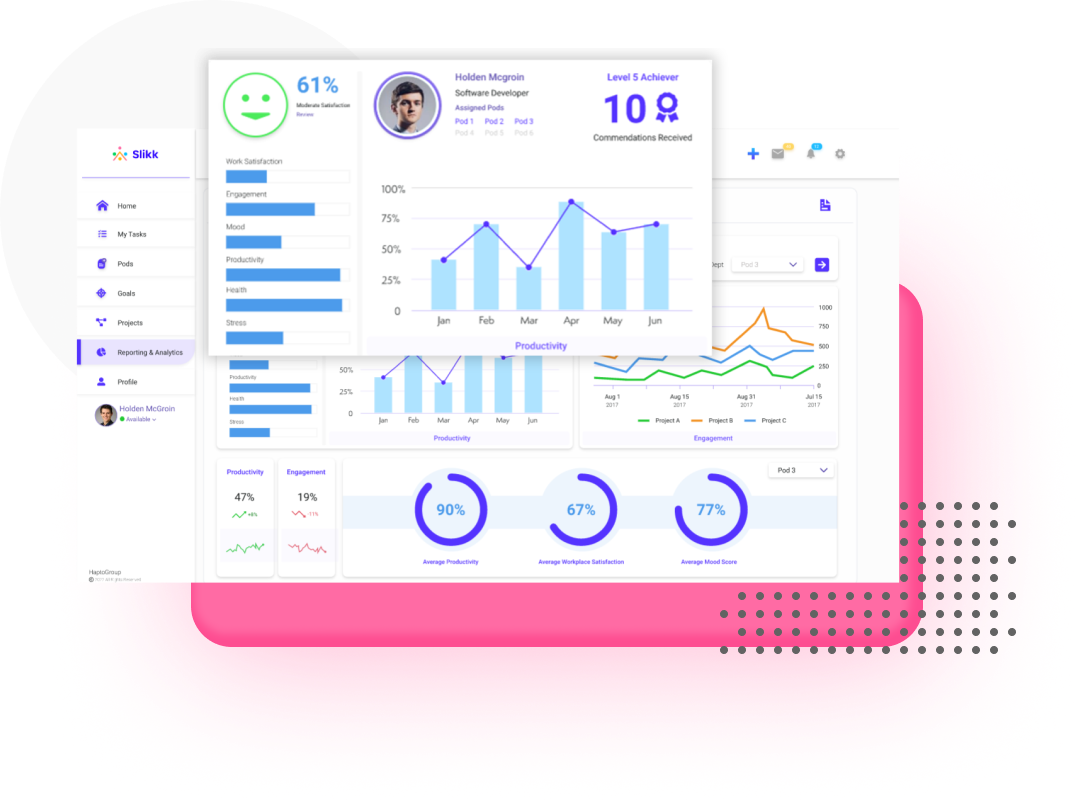 Slikk
Home
My Tasks
Pods
Goals
Projects
Reporting & Analytics
Profile
Holden McGroin
Available
HaploGroup
61%
Moderate Satisfaction
Review
Work Satisfaction
Engagement
Mood
Productivity
Health
Stress
Holden Mcgroin
Software Developer
Assigned Pods
Pod 1 Pod 2 Pod 3
Pod 4 Pod 5 Pod 6
Level 5 Achiever
10
Commendations Received
100%
75%
50%
25%
0
Jan Feb Mar Apr May Jun
Productivity
Pod 3
Productivity
Health
Stress
50%
25%
0
Jan Feb Mar Apr May Jun
Productivity
1000
750
500
250
0
Aug 1 Aug 15 Aug 31 Jul 15
2017 2017 2017 2017
Project A Project B Project C
Engagement
Productivity
47%
+8%
Engagement
19%
-11%
Pod 3
90%
67%
77%
Average Productivity
Average Workplace Satisfaction
Average Mood Score